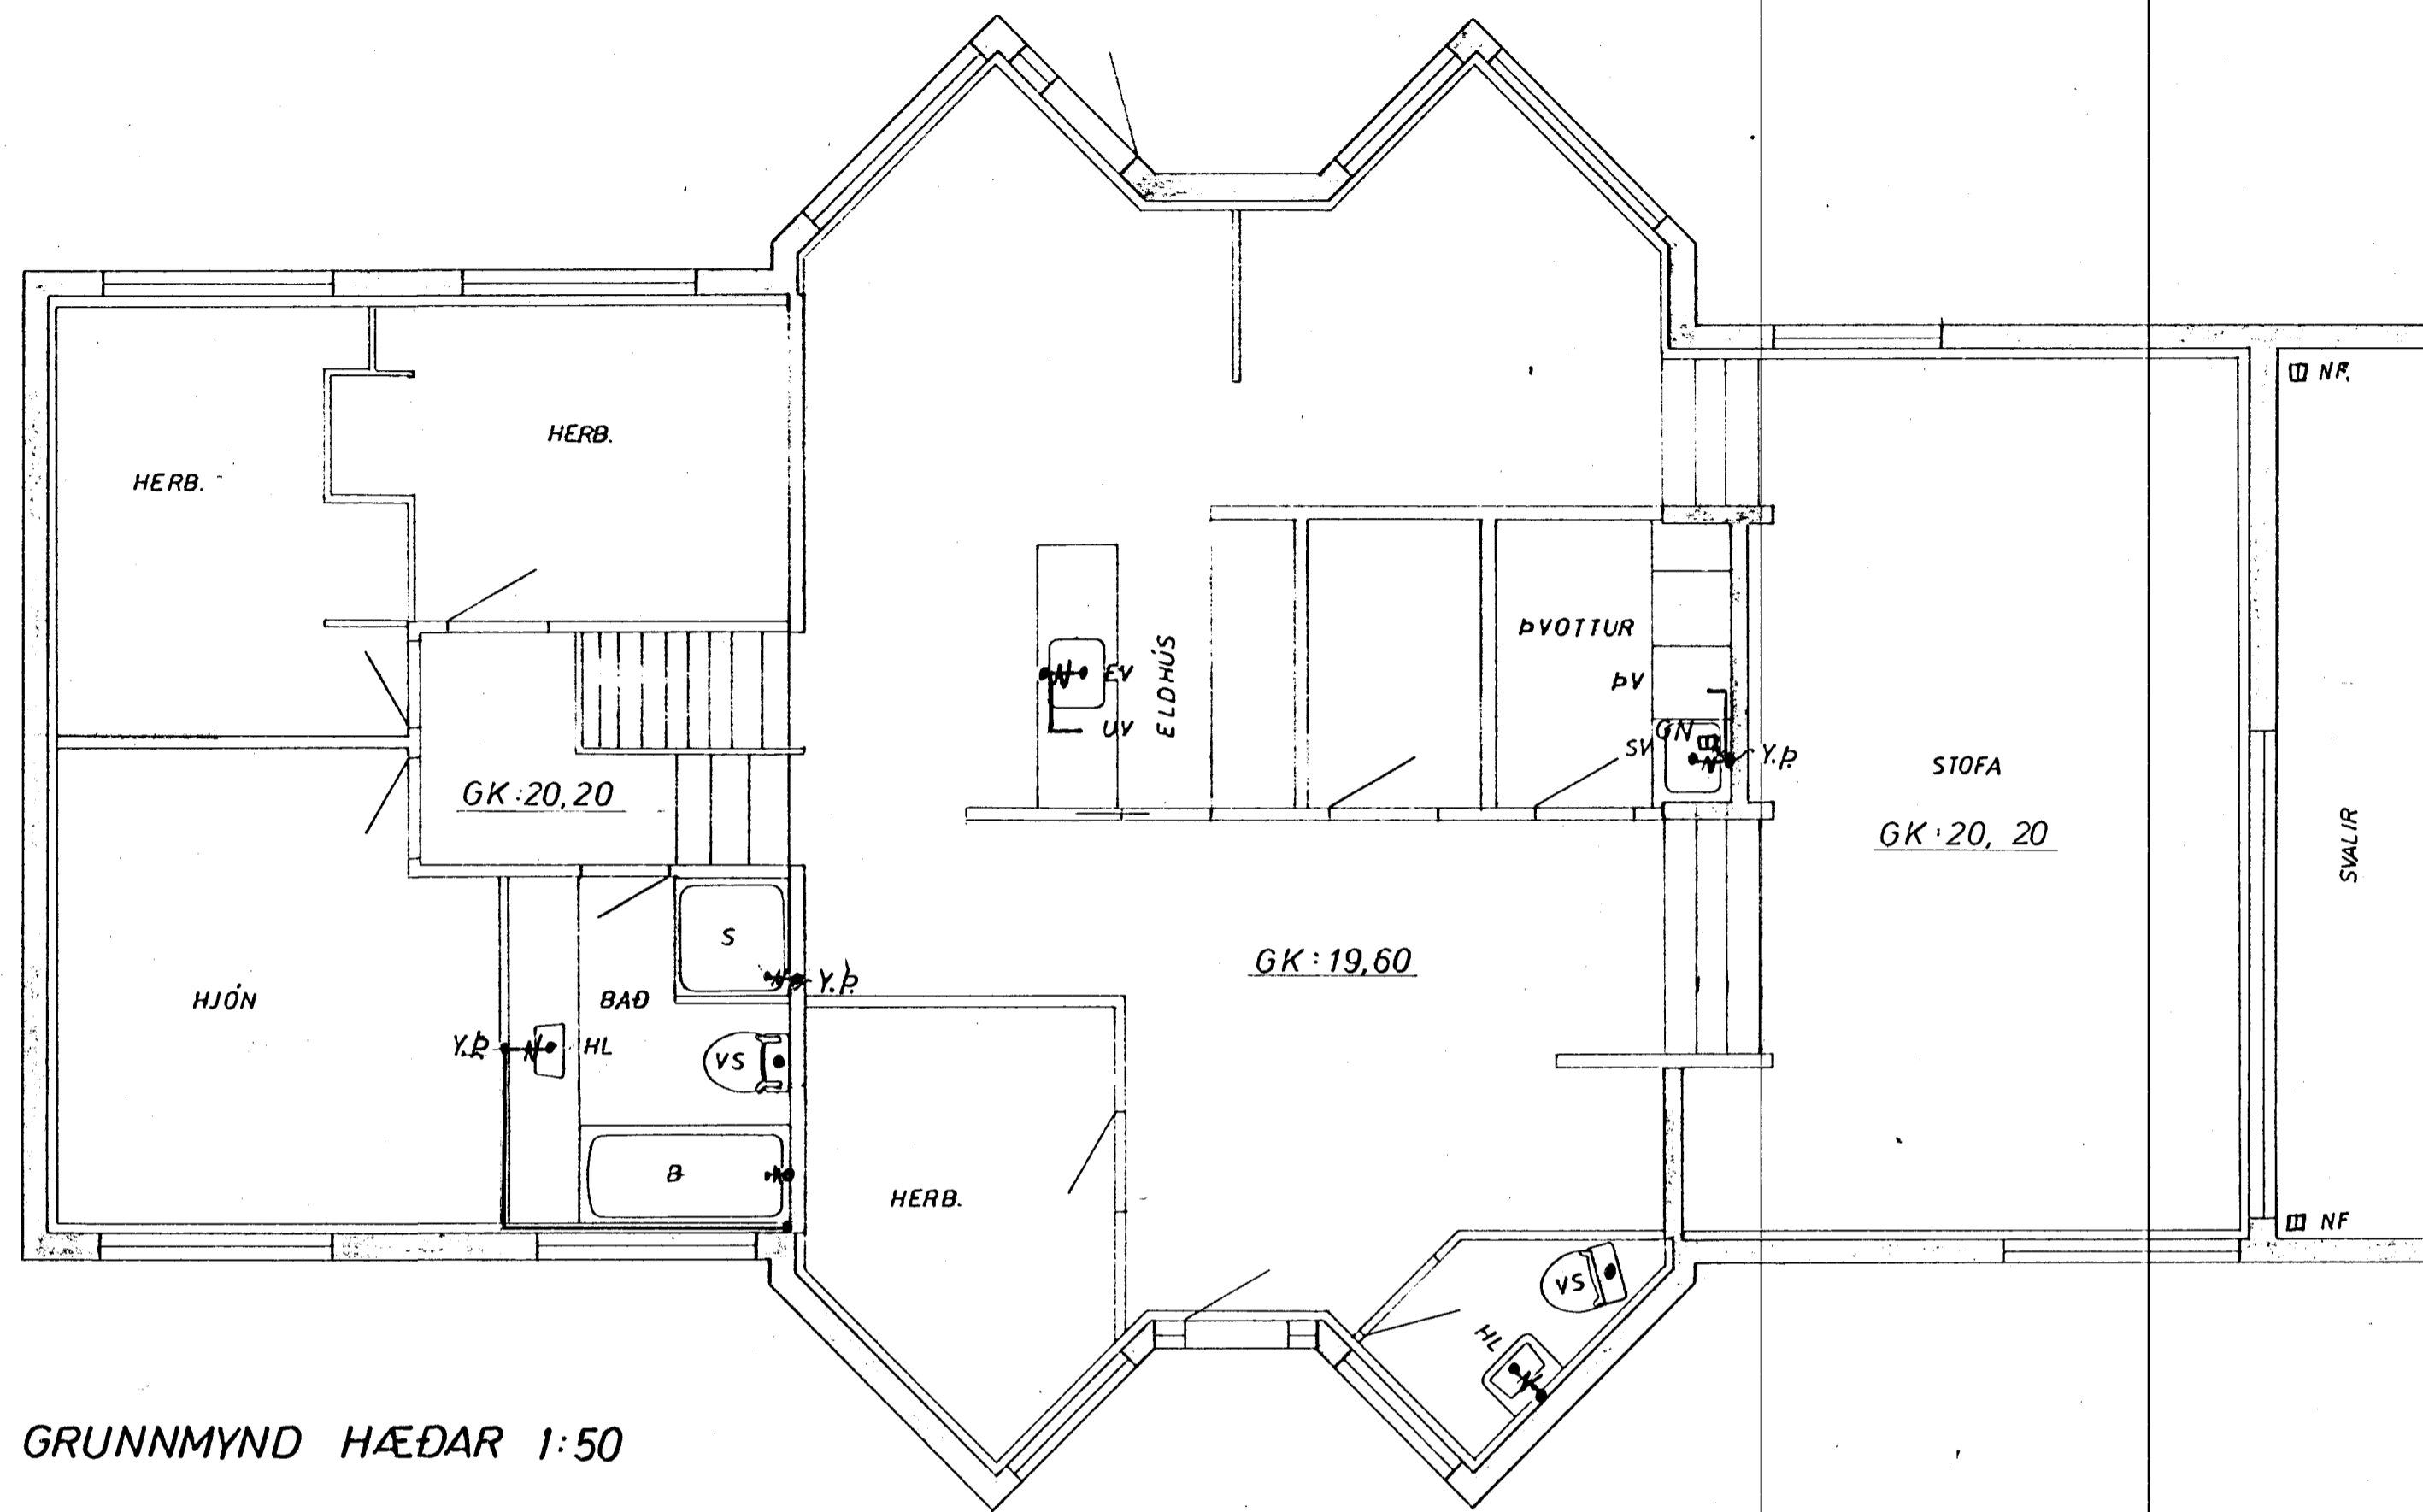 NF.
HERB.
HERB.
ÞVOTTUR
ÞV
EV
ELDHÚS
UV
GN
SV
Y.Þ
STOFA
GK:20,20
GK:20, 20
SVALIR
S
GK:19,60
Y.Þ.
HJÓN
BAÐ
Y.Þ
HL
VS
B
HERB.
NF
VS
HL
GRUNNMYND HÆÐAR 1:50